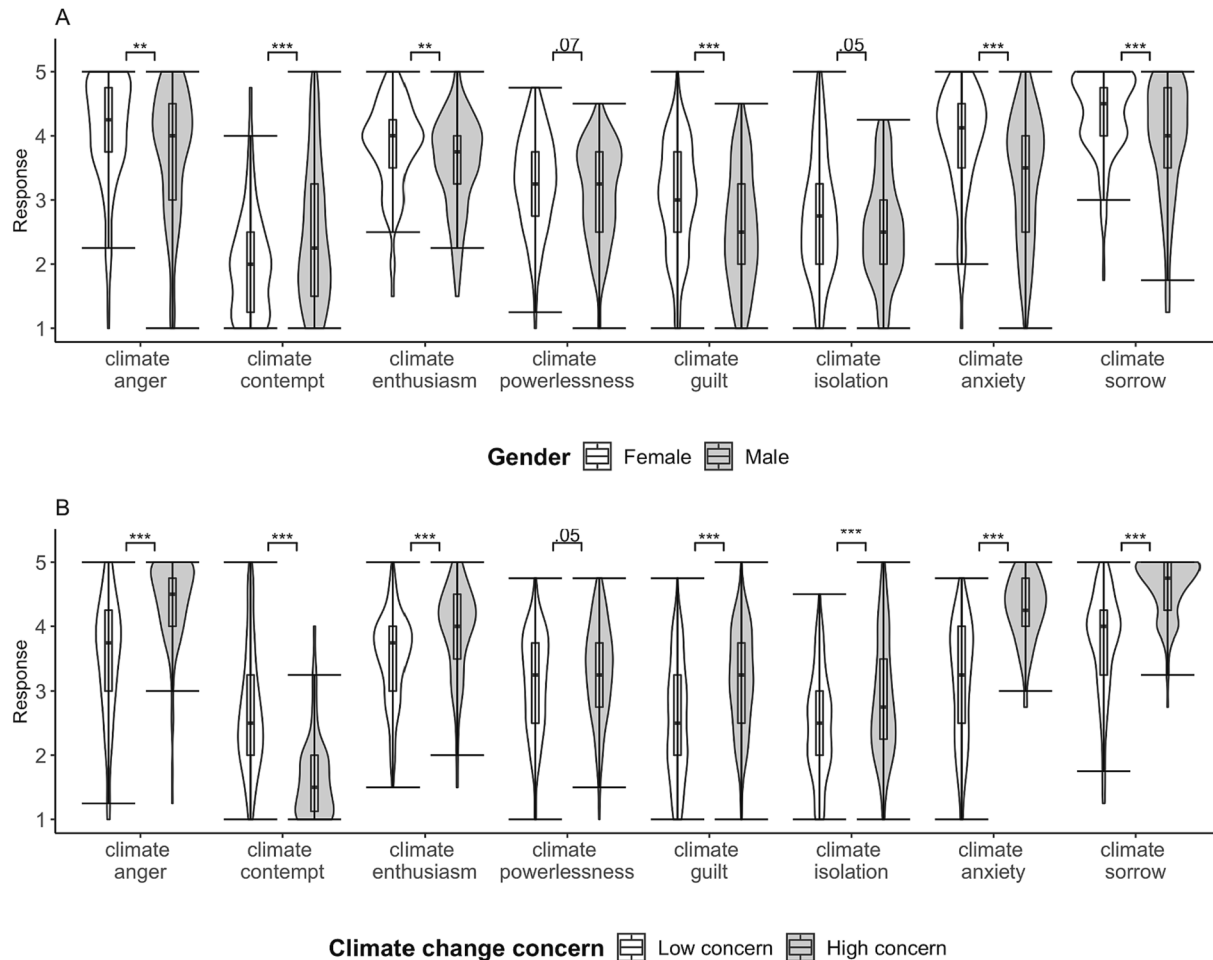 A
** *** ** .07 *** .05 *** ***
5
4
3
2
1
Response
climate climate climate climate climate climate climate climate
anger contempt enthusiasm powerlessness guilt isolation anxiety sorrow
Gender Female Male
B
*** *** *** .05 *** *** *** ***
5
4
3
2
1
Response
climate climate climate climate climate climate climate climate
anger contempt enthusiasm powerlessness guilt isolation anxiety sorrow
Climate change concern Low concern High concern